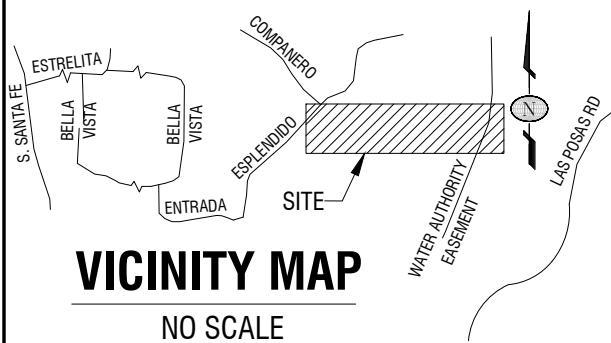 COMPANERO
ESTRELITA
S. SANTA FE
BELLA
VISTA
BELLA
VISTA
ESPLENDIDO
N
LAS POSAS RD
ENTRADA
SITE
WATER AUTHORITY
EASEMENT
VICINITY MAP
NO SCALE